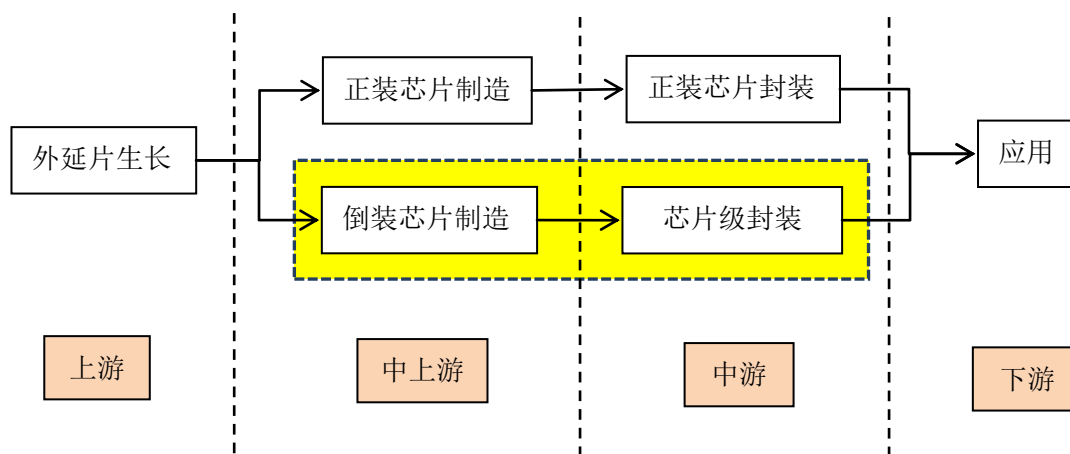 正装芯片制造
正装芯片封装
外延片生长
应用
倒装芯片制造
芯片级封装
上游
中上游
中游
下游